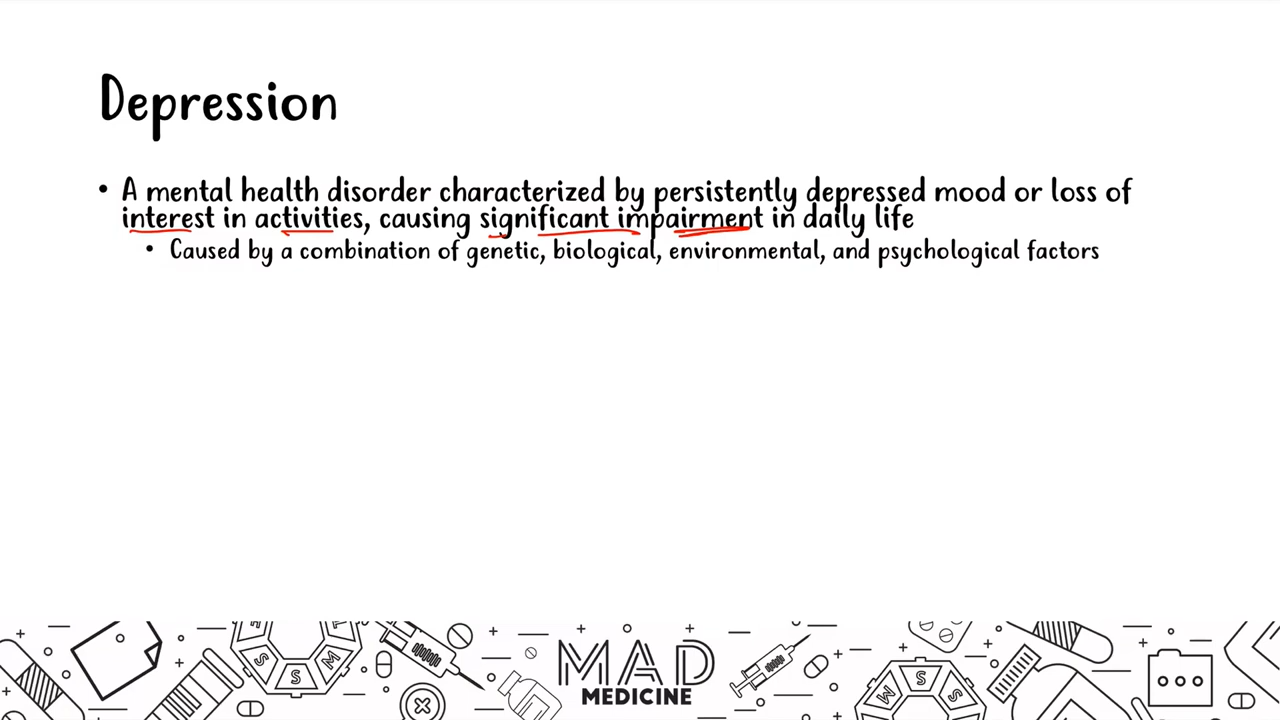 Depression
• A mental health disorder characterized by persistently depressed mood or loss of
interest in activities, causing significant impairment in daily life
• Caused by a combination of genetic, biological, environmental, and psychological factors
S
M
S
MAD
MEDICINE
M
S
S